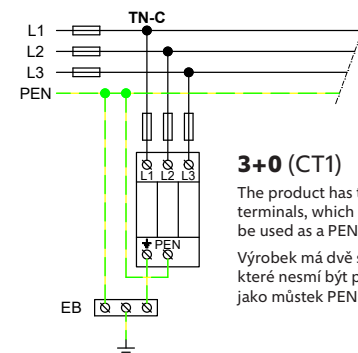 TN-C
L1
L2
L3
PEN
L1 L2 L3
PEN
EB
3+0 (CT1)
The product has
terminals, which
be used as a PEN
Výrobek má dvě
které nesmí být
jako můstek PEN